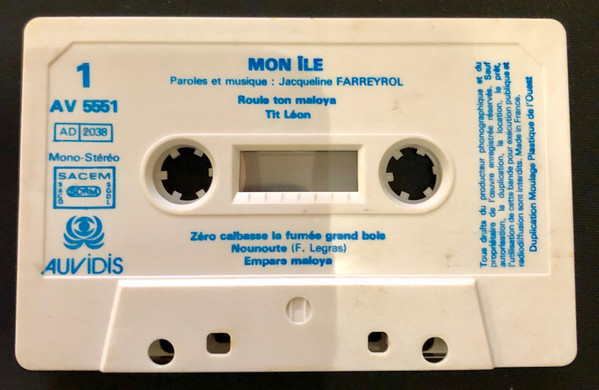 1
MON ÎLE
Paroles et musique : Jacqueline FARREYROL
AV 5551
Roule ton maloya
Tit Léon
AD 2038
Mono-Stéréo
SACEM
SACD
SDRM
SGDL
AUVIDIS
Zéro calbasse la fumée grand bois
Nounoute (F. Legras)
Empare maloya
Tous droits du producteur phonographique et du
propriétaire de l'œuvre enregistrée réservés. Sauf
autorisation, la duplication, la location, le prêt,
l'utilisation de cette bande pour exécution publique et
radiodiffusion sont interdits. Made in France.
Duplication Moulage Plastique de l'Ouest